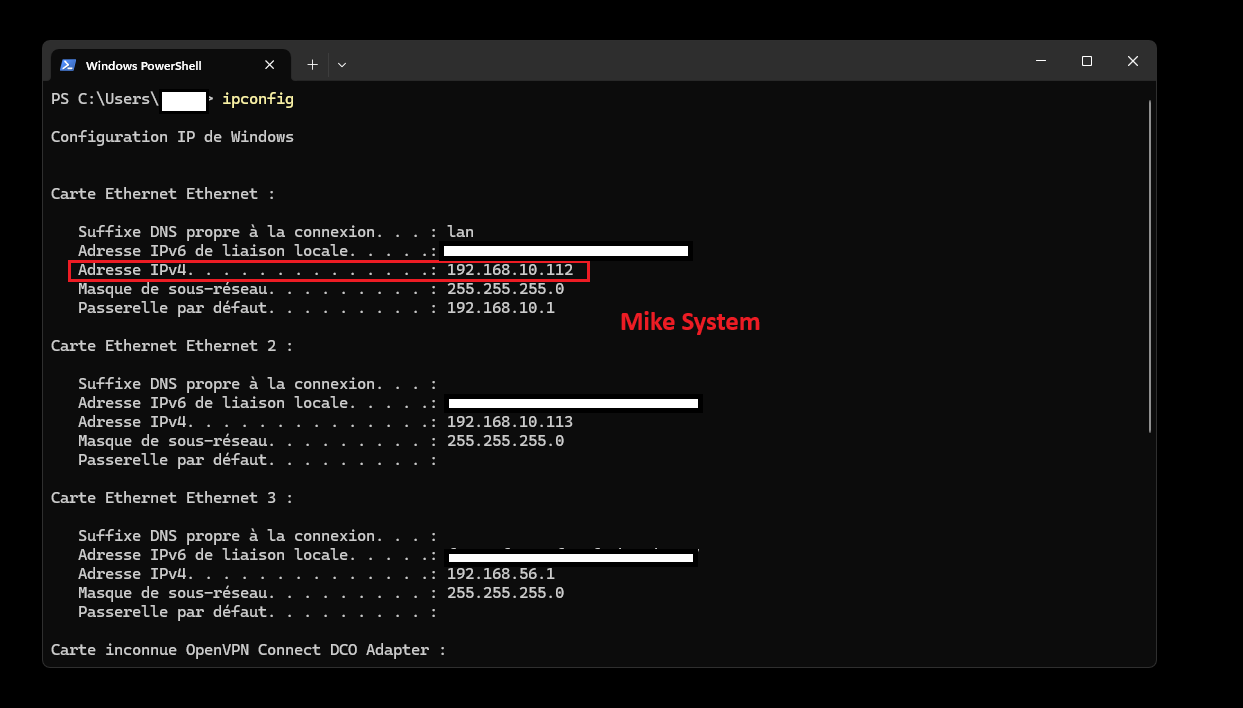 Windows PowerShell
PS C:\Users\ > ipconfig
Configuration IP de Windows
Carte Ethernet Ethernet :
Suffixe DNS propre à la connexion. . . : lan
Adresse IPv6 de liaison locale. . . . .:
Adresse IPv4. . . . . . . . . . . . . .: 192.168.10.112
Masque de sous-réseau. . . . . . . . . : 255.255.255.0
Passerelle par défaut. . . . . . . . . : 192.168.10.1
Mike System
Carte Ethernet Ethernet 2 :
Suffixe DNS propre à la connexion. . . :
Adresse IPv6 de liaison locale. . . . .:
Adresse IPv4. . . . . . . . . . . . . .: 192.168.10.113
Masque de sous-réseau. . . . . . . . . : 255.255.255.0
Passerelle par défaut. . . . . . . . . :
Carte Ethernet Ethernet 3 :
Suffixe DNS propre à la connexion. . . :
Adresse IPv6 de liaison locale. . . . .:
Adresse IPv4. . . . . . . . . . . . . .: 192.168.56.1
Masque de sous-réseau. . . . . . . . . : 255.255.255.0
Passerelle par défaut. . . . . . . . . :
Carte inconnue OpenVPN Connect DCO Adapter :